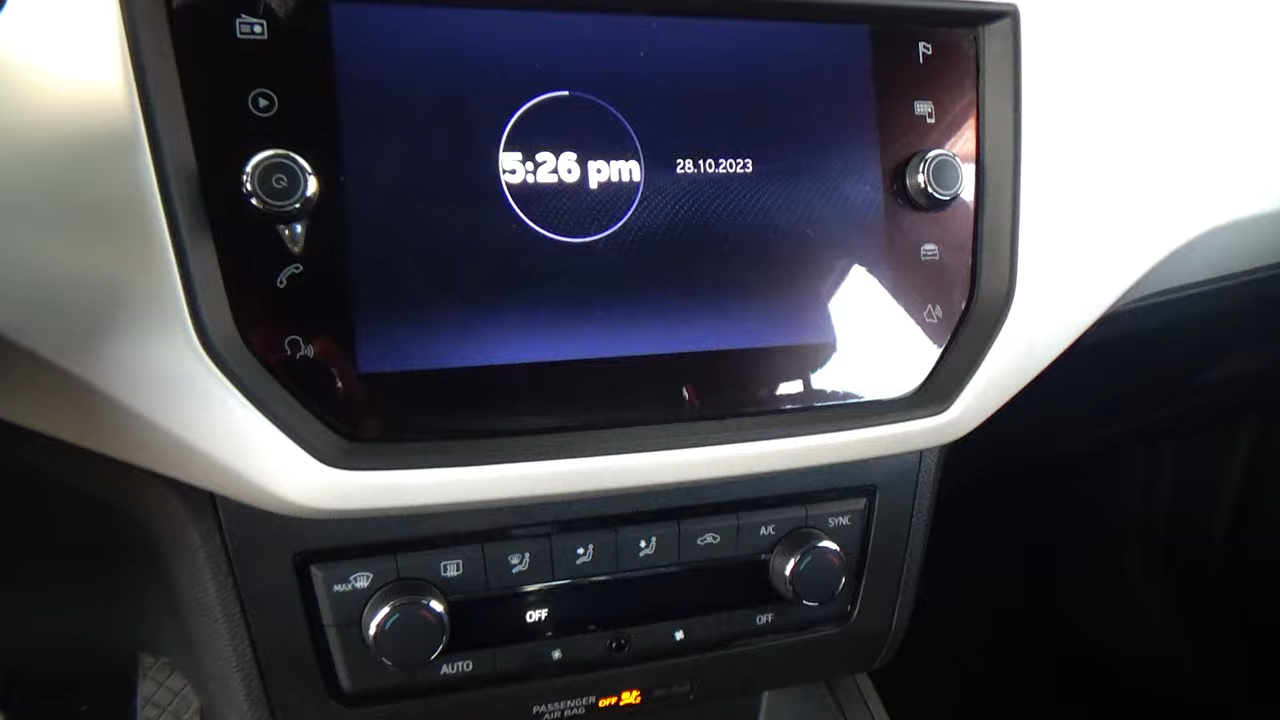 5:26 pm
28.10.2023
A/C
SYNC
MAX
OFF
OFF
AUTO
PASSENGER
AIR BAG
OFF